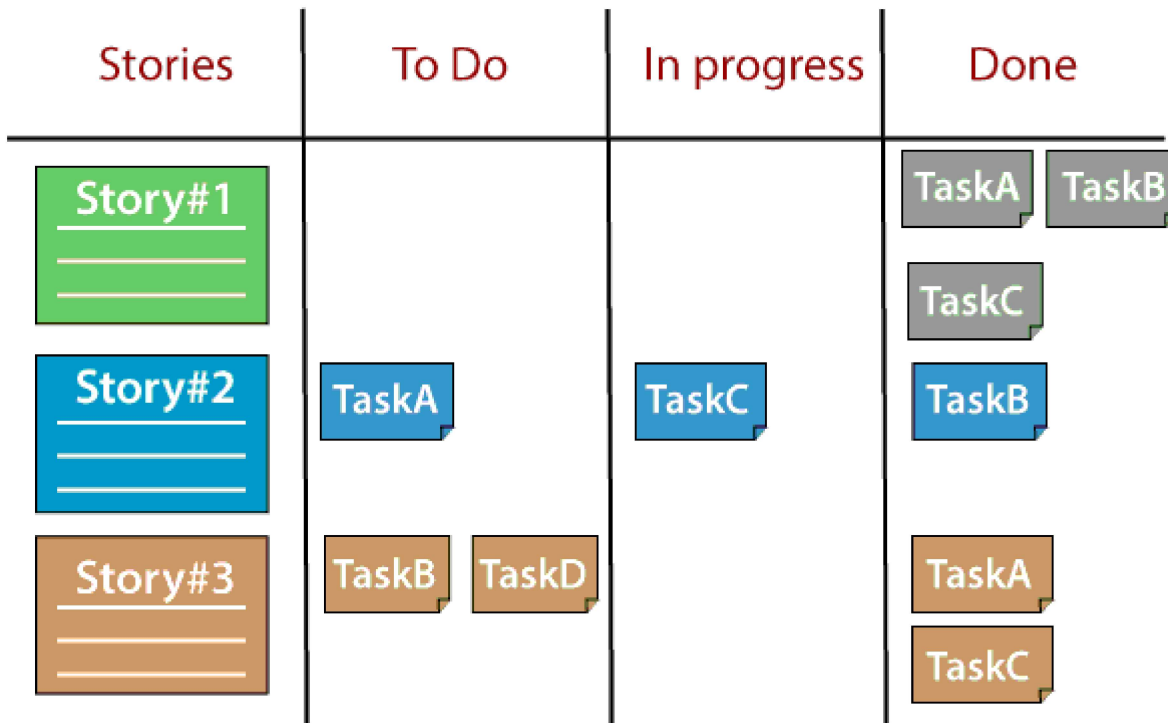 Stories To Do In progress Done
Story#1 TaskA TaskB
TaskC
Story#2 TaskA TaskC TaskB
Story#3 TaskB TaskD TaskA
TaskC